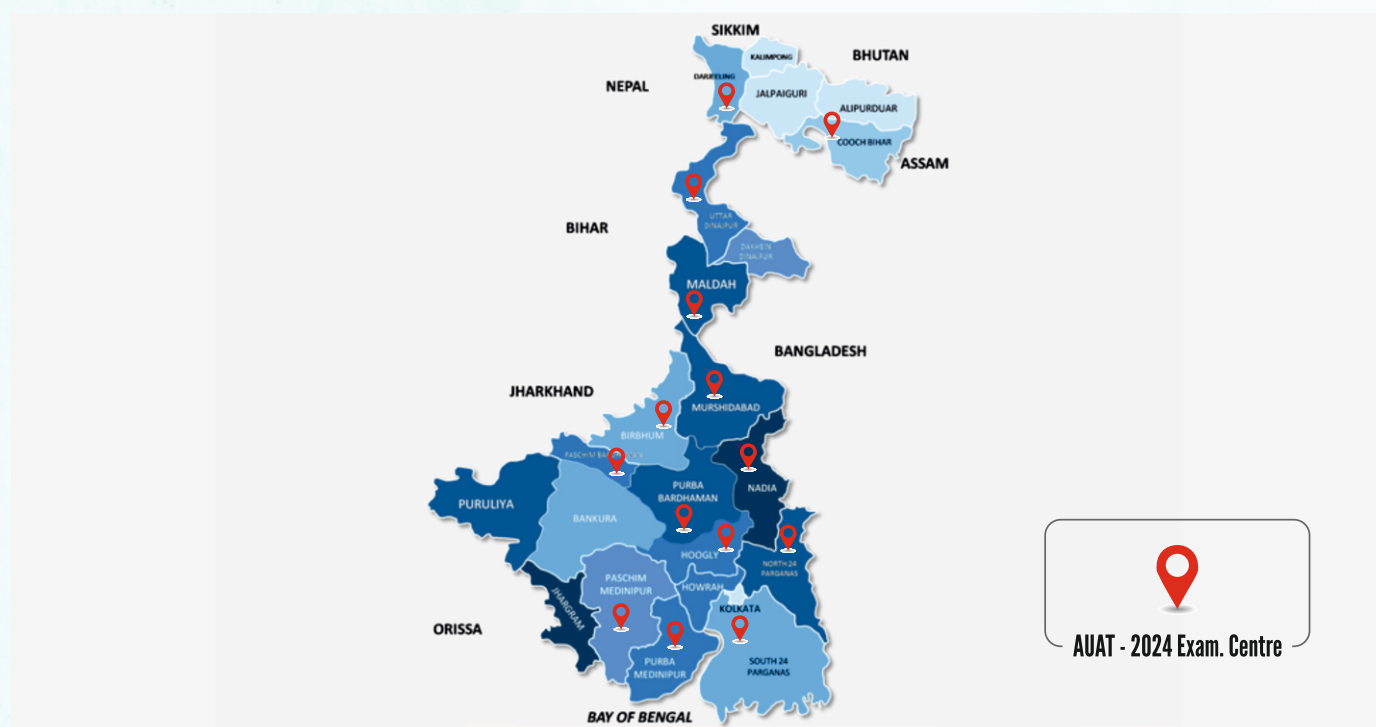 SIKKIM
KALIMPONG
BHUTAN
DARJEELING
NEPAL
JALPAIGURI
ALIPURDUAR
COOCH BIHAR
ASSAM
UTTAR
DINAJPUR
BIHAR
DAKHSIN
DINAJPUR
MALDAH
BANGLADESH
JHARKHAND
MURSHIDABAD
BIRBHUM
PASCHIM
PURBA
BARDHAMAN
NADIA
PURULIYA
BANKURA
HOOGLY
NORTH 24
PARGANAS
PASCHIM
MEDINIPUR
HOWRAH
JHARGRAM
KOLKATA
ORISSA
PURBA
MEDINIPUR
SOUTH 24
PARGANAS
BAY OF BENGAL
AUAT - 2024 Exam. Centre